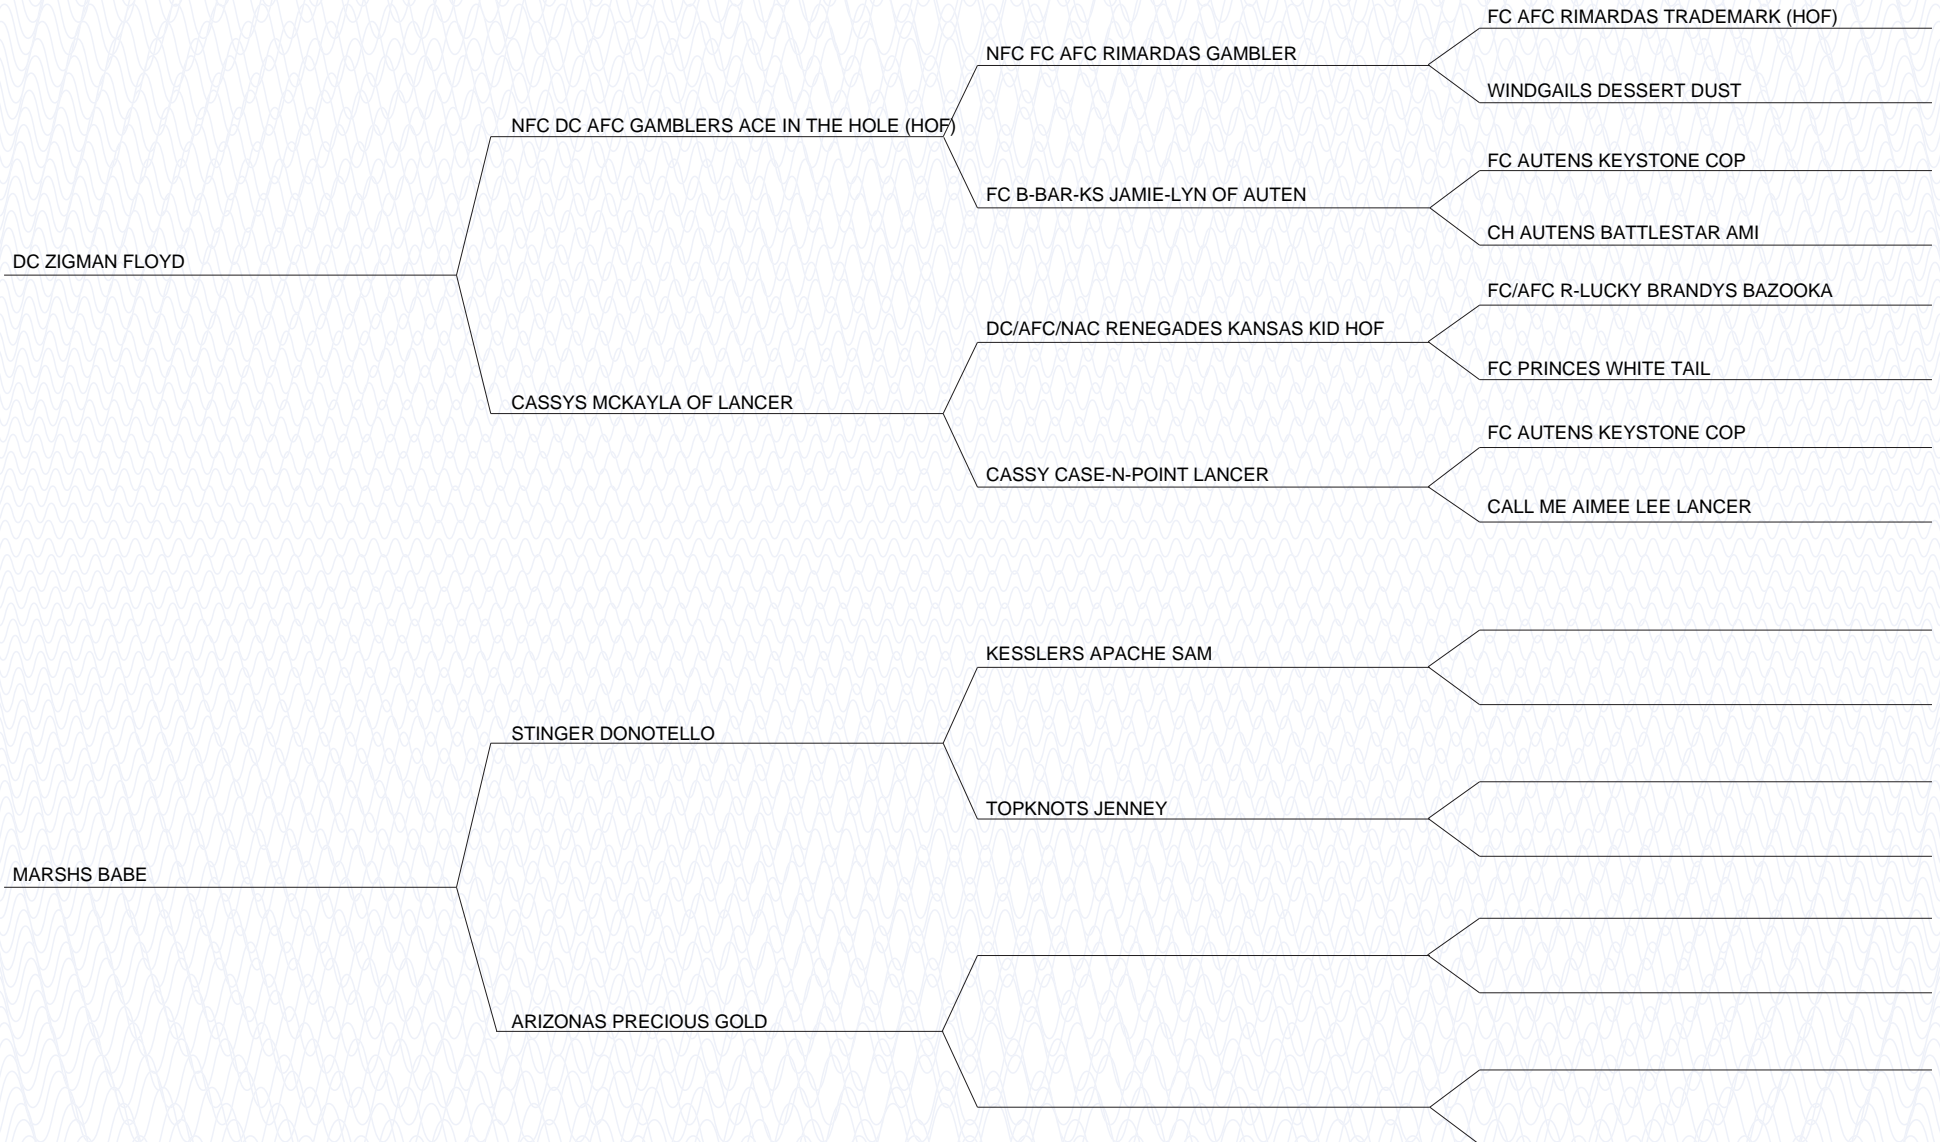 FC AFC RIMARDAS TRADEMARK (HOF)
NFC FC AFC RIMARDAS GAMBLER
WINDGAILS DESSERT DUST
NFC DC AFC GAMBLERS ACE IN THE HOLE (HOF)
FC AUTENS KEYSTONE COP
FC B-BAR-KS JAMIE-LYN OF AUTEN
CH AUTENS BATTLESTAR AMI
DC ZIGMAN FLOYD
FC/AFC R-LUCKY BRANDYS BAZOOKA
DC/AFC/NAC RENEGADES KANSAS KID HOF
FC PRINCES WHITE TAIL
CASSYS MCKAYLA OF LANCER
FC AUTENS KEYSTONE COP
CASSY CASE-N-POINT LANCER
CALL ME AIMEE LEE LANCER
KESSLERS APACHE SAM
STINGER DONOTELLO
TOPKNOTS JENNEY
MARSHS BABE
ARIZONAS PRECIOUS GOLD